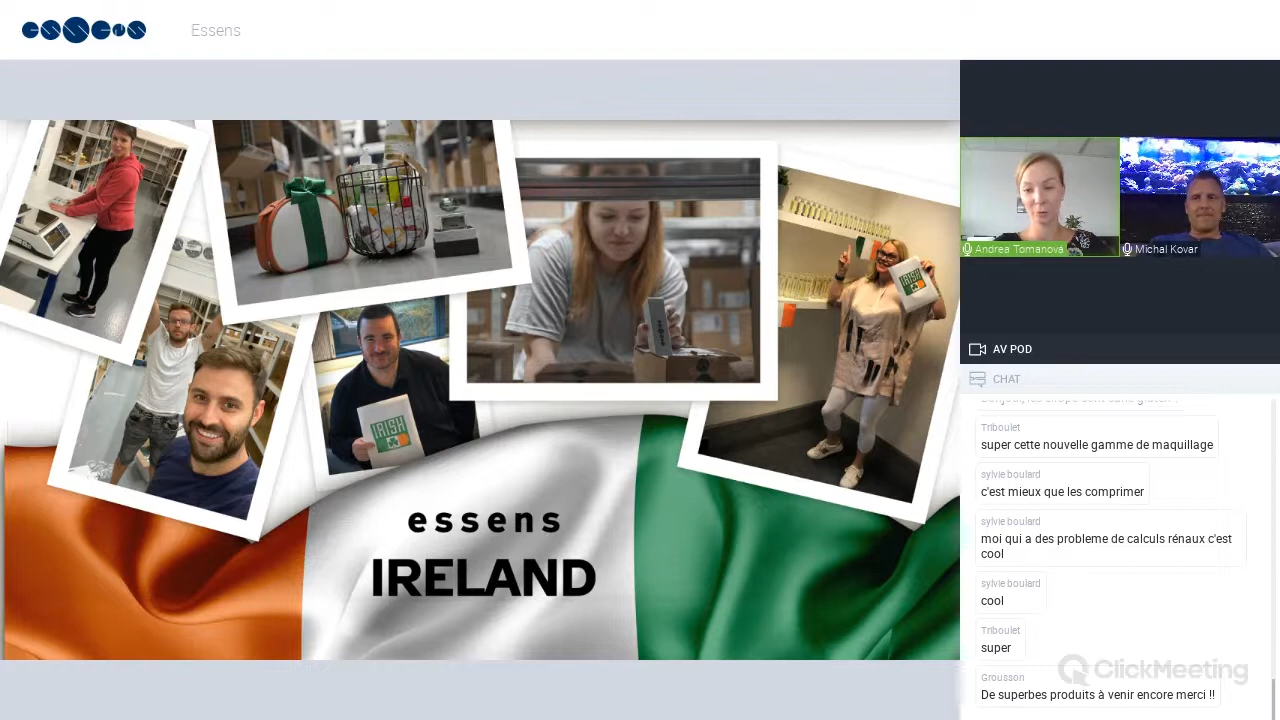 essens
Essens
IRISH
IRISH
essens
IRELAND
Andrea Tomanová
Michal Kovar
AV POD
CHAT
Triboulet
super cette nouvelle gamme de maquillage
sylvie boulard
c'est mieux que les comprimer
sylvie boulard
moi qui a des probleme de calculs rénaux c'est
cool
sylvie boulard
cool
Triboulet
super
ClickMeeting
Grousson
De superbes produits à venir encore merci !!